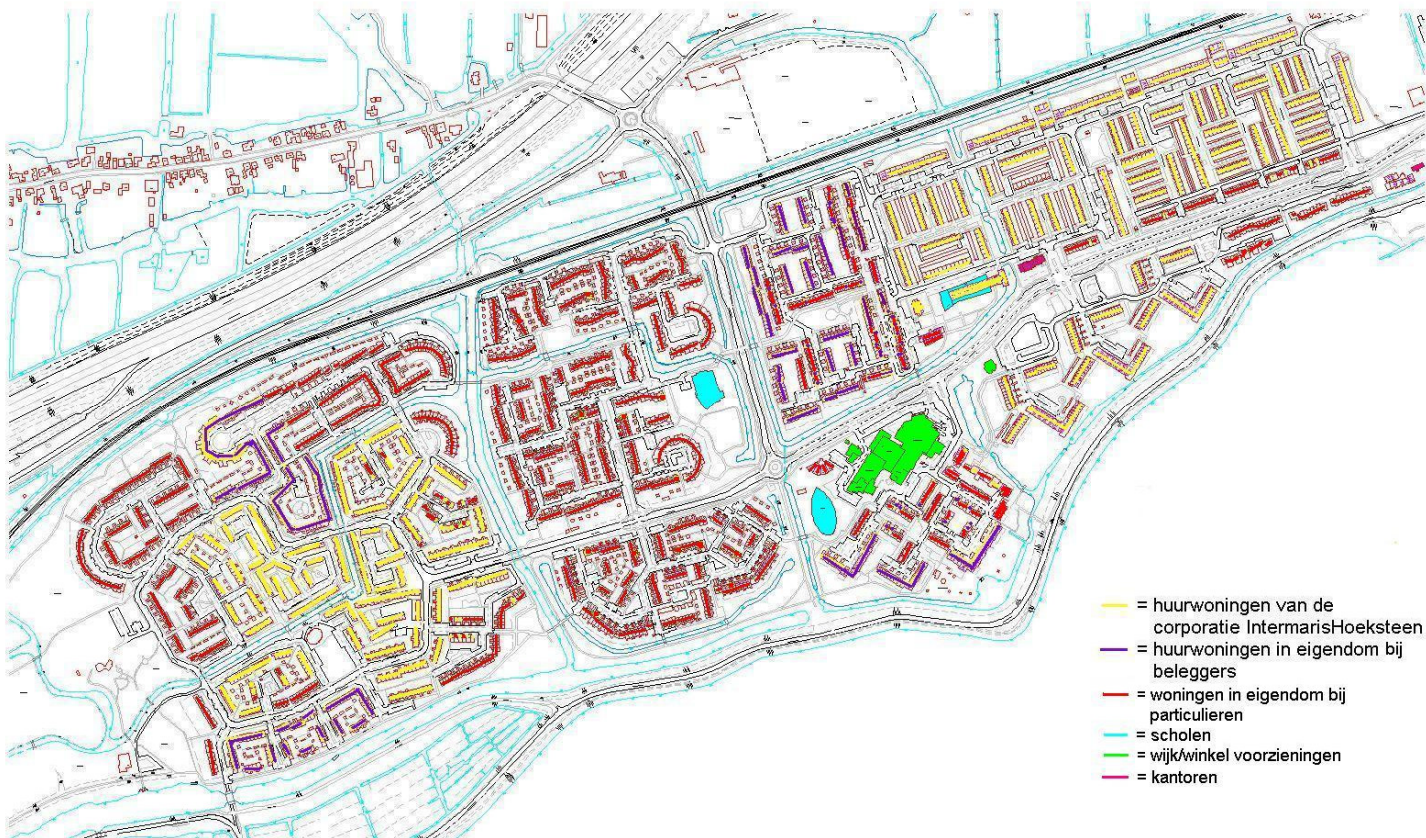 = huurwoningen van de
corporatie IntermarisHoeksteen
= huurwoningen in eigendom bij
beleggers
= woningen in eigendom bij
particulieren
= scholen
= wijk/winkel voorzieningen
= kantoren